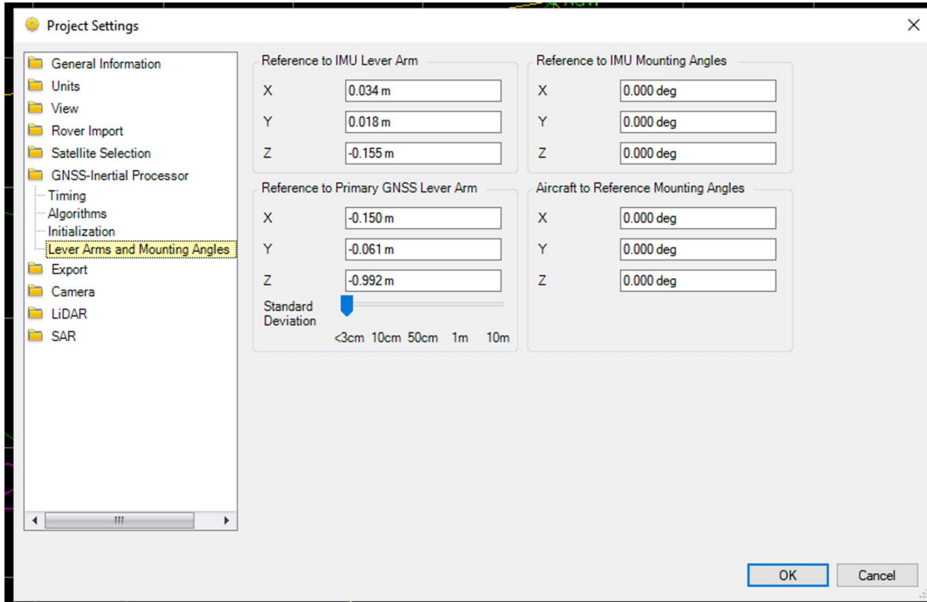 Project Settings
General Information
Units
View
Rover Import
Satellite Selection
GNSS-Inertial Processor
Timing
Algorithms
Initialization
Lever Arms and Mounting Angles
Export
Camera
LiDAR
SAR
Reference to IMU Lever Arm
X 0.034 m
Y 0.018 m
Z -0.155 m
Reference to IMU Mounting Angles
X 0.000 deg
Y 0.000 deg
Z 0.000 deg
Reference to Primary GNSS Lever Arm
X -0.150 m
Y -0.061 m
Z -0.992 m
Standard
Deviation
<3cm 10cm 50cm 1m 10m
Aircraft to Reference Mounting Angles
X 0.000 deg
Y 0.000 deg
Z 0.000 deg
OK Cancel